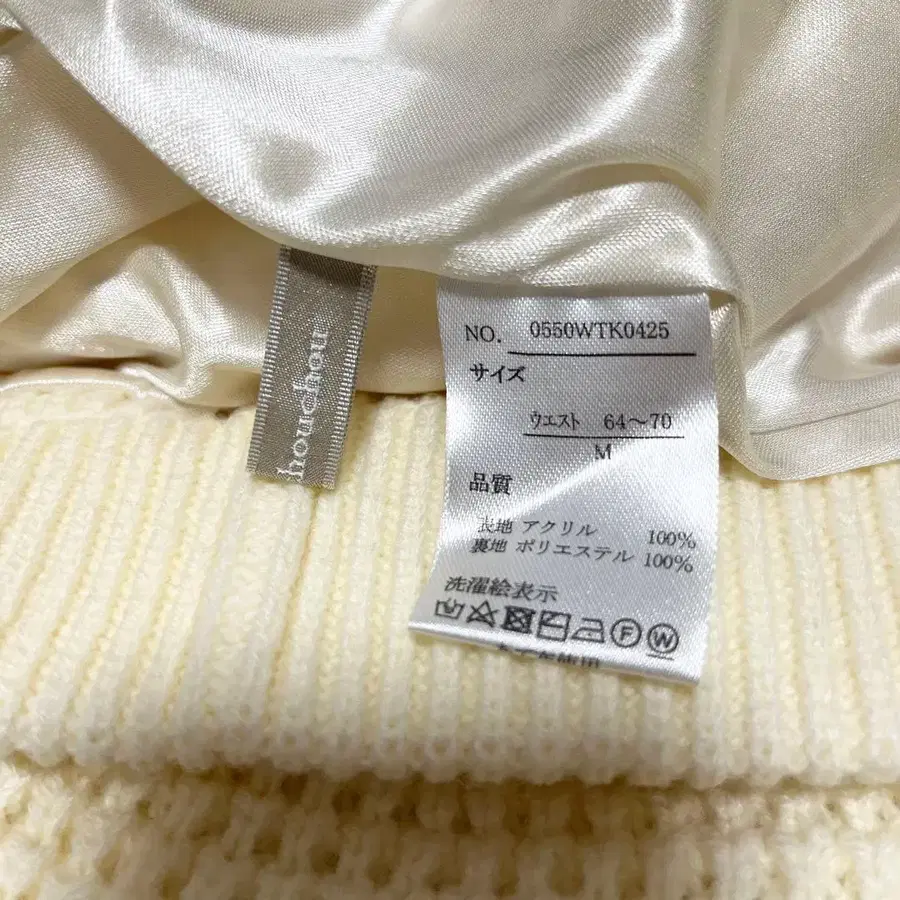 houchou
NO. 0550WTK0425
サイズ
ウエスト 64〜70
M
品質
表地 アクリル 100%
裏地 ポリエステル 100%
洗濯絵表示
F W